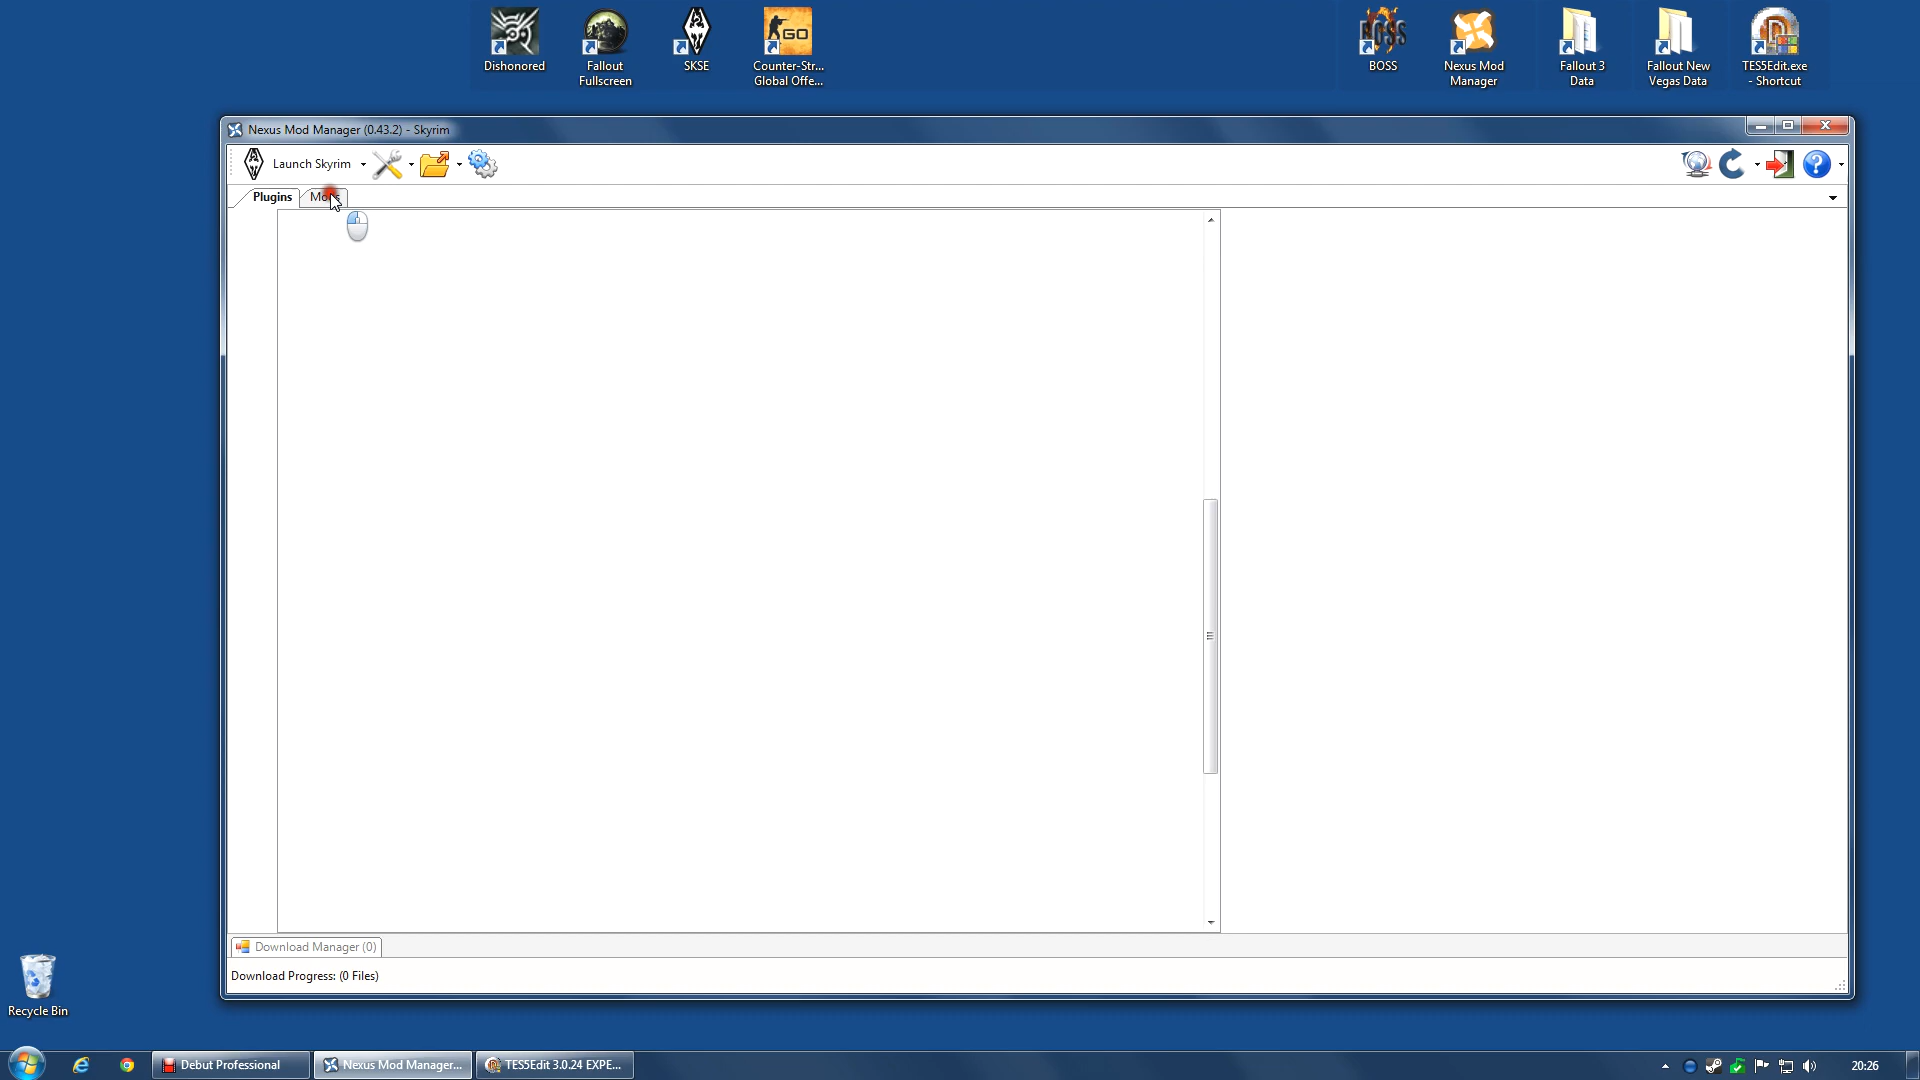 Dishonored
Fallout
Fullscreen
SKSE
GO
Counter-Str...
Global Offe...
BOSS
BOSS
Nexus Mod
Manager
Fallout 3
Data
Fallout New
Vegas Data
TES5Edit.exe
- Shortcut
Nexus Mod Manager (0.43.2) - Skyrim
Launch Skyrim
Plugins
Download Manager (0)
Download Progress: (0 Files)
Recycle Bin
Debut Professional
Nexus Mod Manager...
TES5Edit 3.0.24 EXPE...
20:26